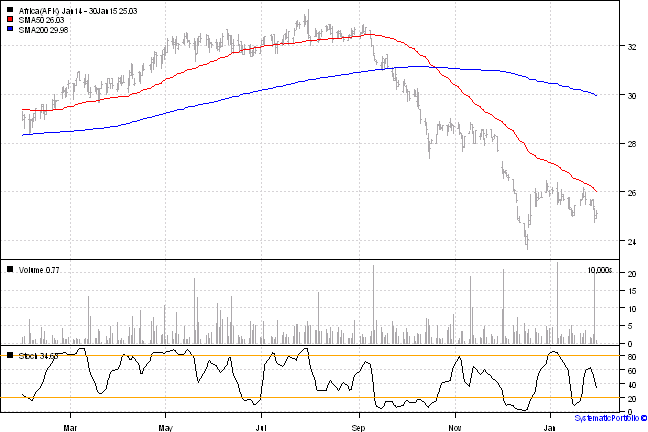 Africa(AFK) Jan14 - 30Jan15 25.03
SMA50 26.03
SMA200 29.98
32
30
28
26
24
Volume 0.77
10,000s
20
15
10
5
0
Stoch 34.63
80
60
40
20
0
Mar May Jul Sep Nov Jan
SystematicPortfolio ©